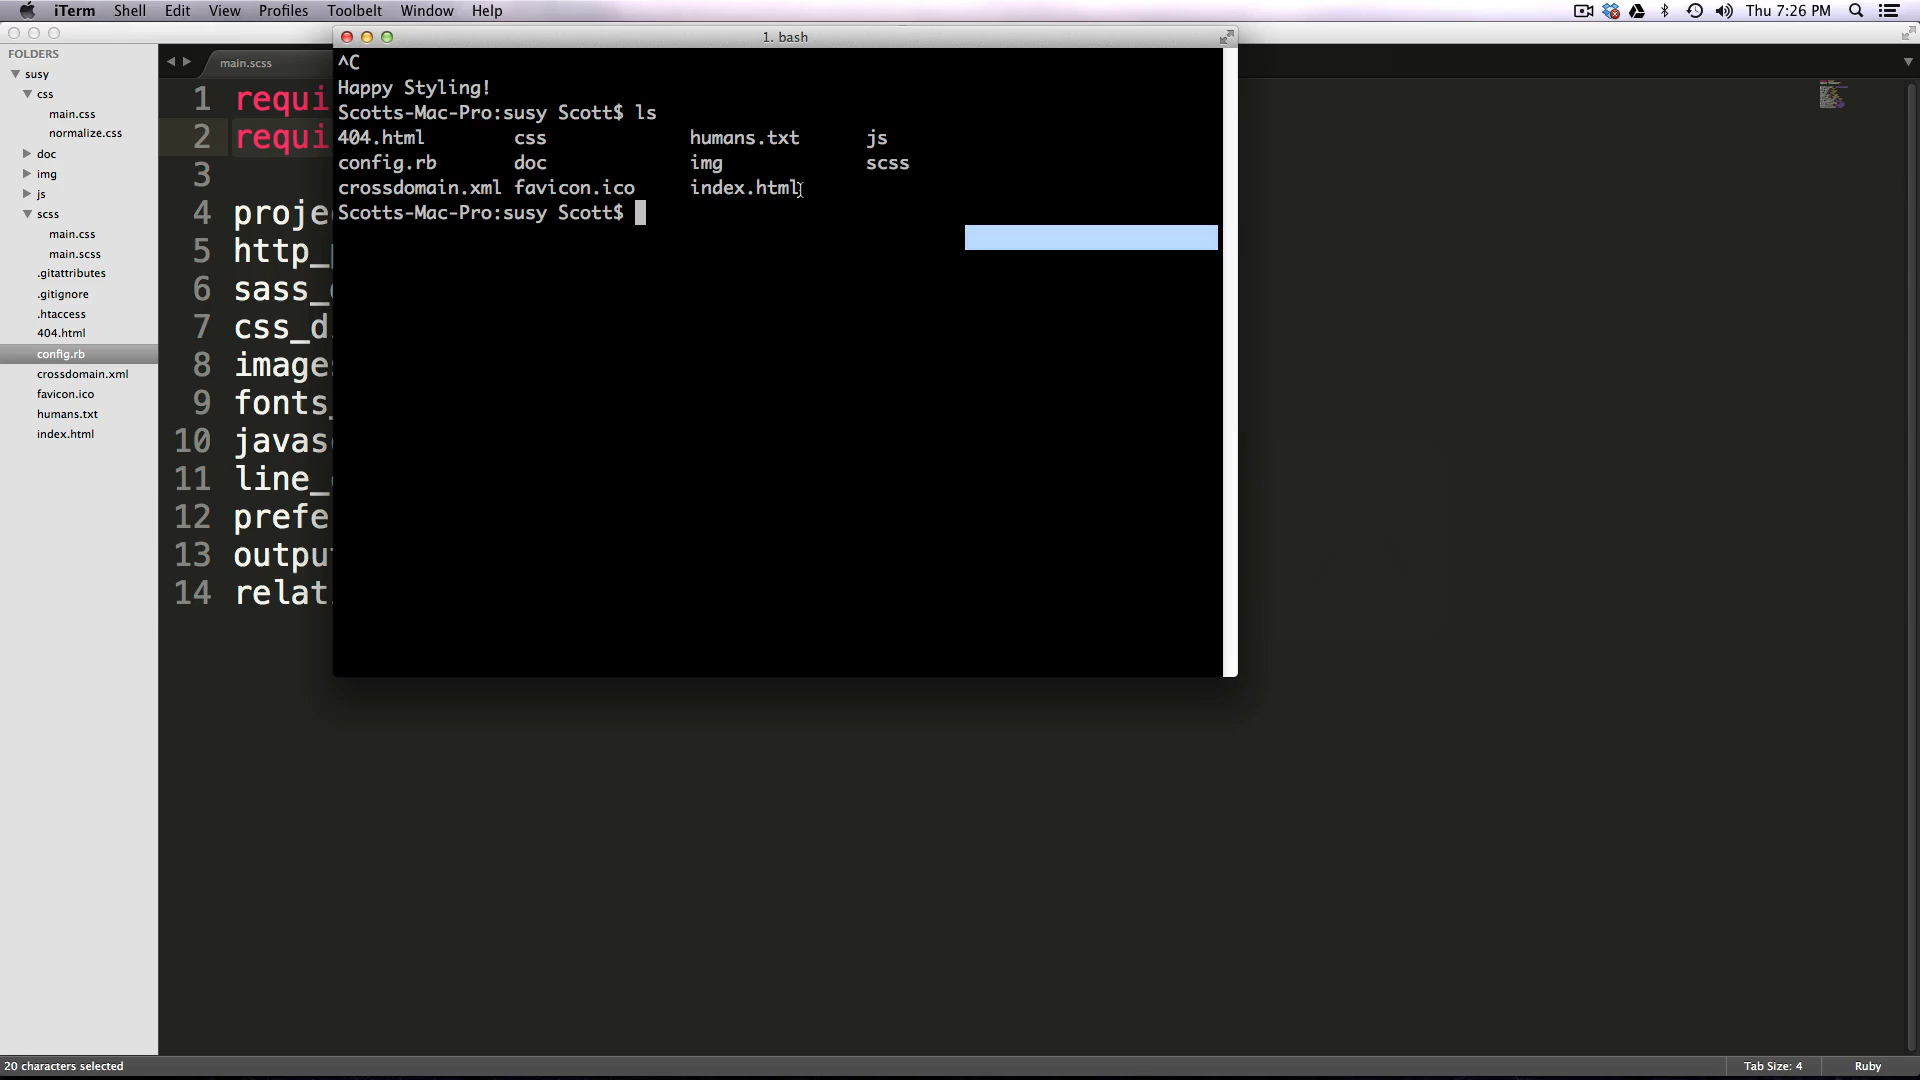 iTerm Shell Edit View Profiles Toolbelt Window Help Thu 7:26 PM
1. bash
^C
Happy Styling!
Scotts-Mac-Pro:susy Scott$ ls
404.html css humans.txt js
config.rb doc img scss
crossdomain.xml favicon.ico index.html
Scotts-Mac-Pro:susy Scott$
FOLDERS
susy
css
main.css
normalize.css
doc
img
js
scss
main.css
main.scss
.gitattributes
.gitignore
.htaccess
404.html
config.rb
crossdomain.xml
favicon.ico
humans.txt
index.html
main.scss
1 requi
2 requi
3
4 proje
5 http_
6 sass_
7 css_d
8 images
9 fonts_
10 javas
11 line_
12 prefe
13 outpu
14 relat
20 characters selected Tab Size: 4 Ruby